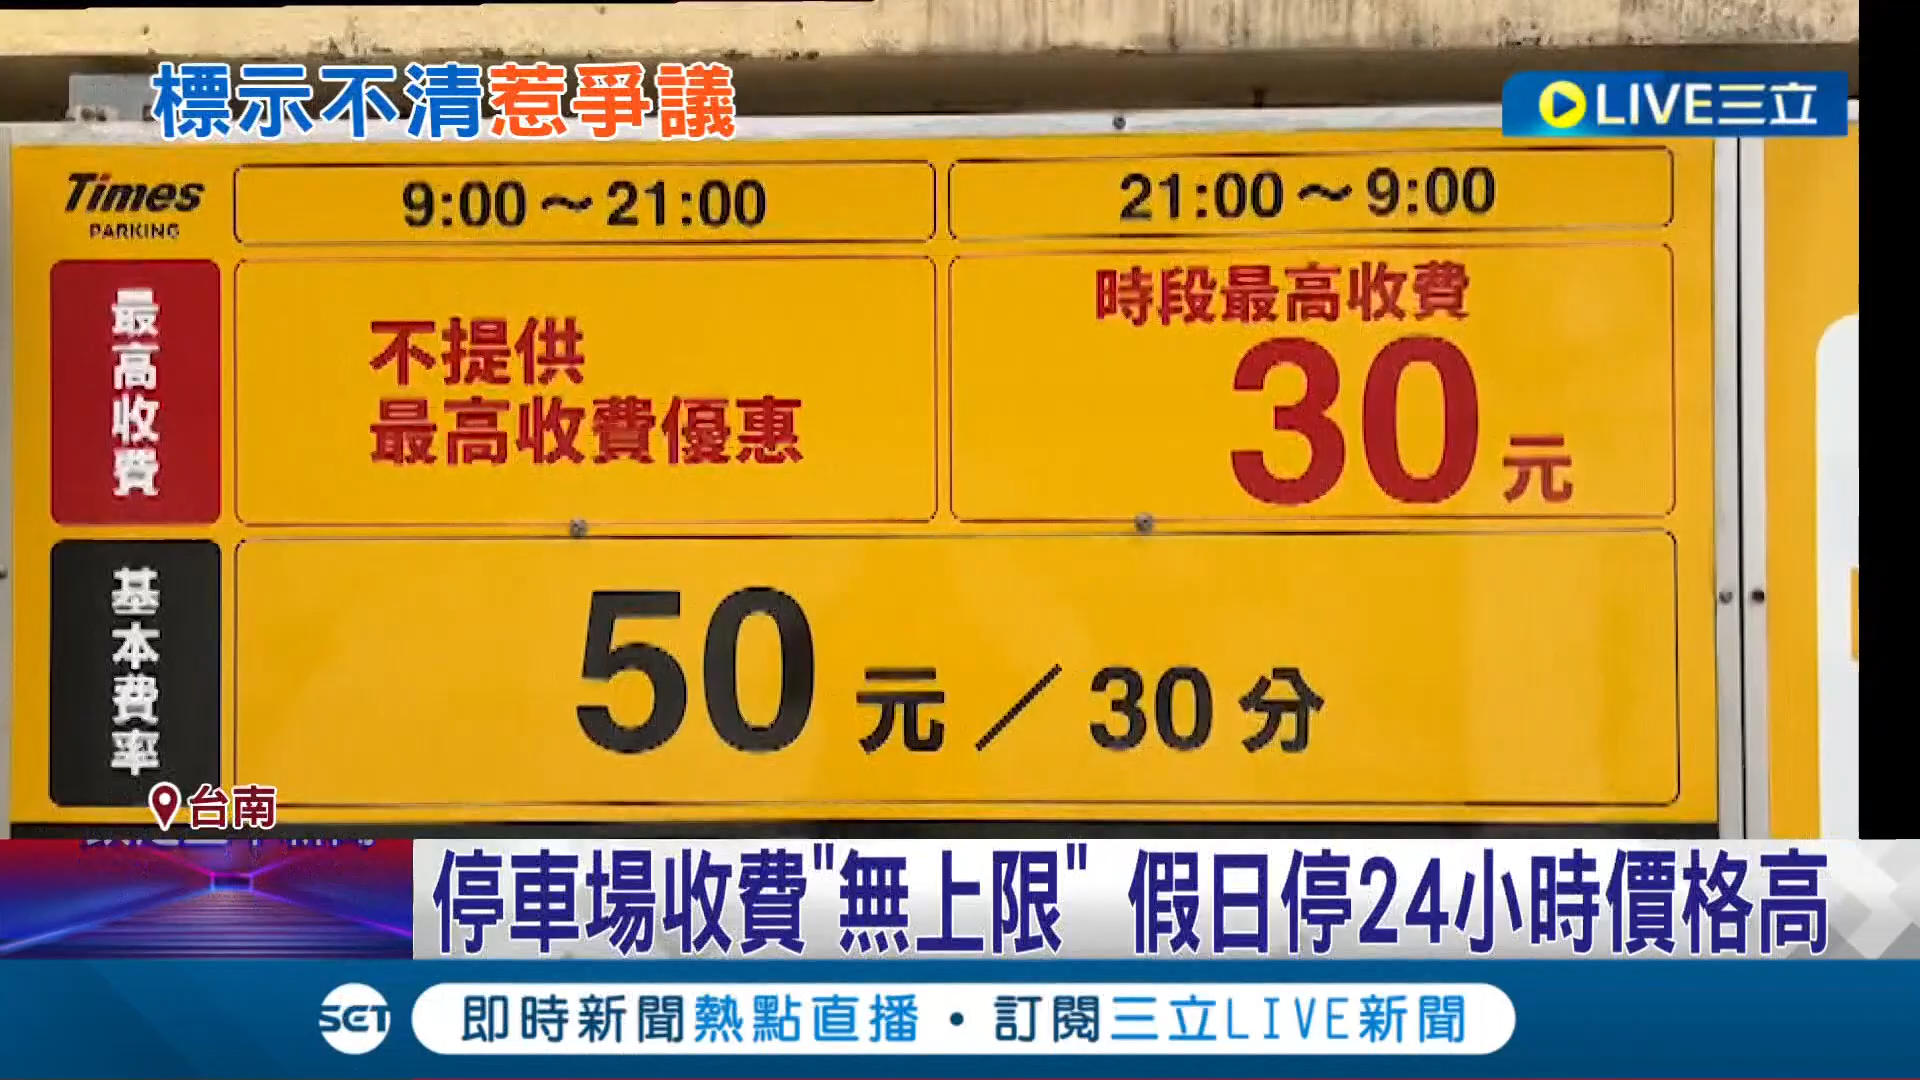 標示不清惹爭議
LIVE三立
Times
PARKING
9:00～21:00
21:00～9:00
最高收費
不提供
最高收費優惠
時段最高收費
30元
基本費率
50元／30分
台南
停車場收費"無上限" 假日停24小時價格高
SET
即時新聞熱點直播・訂閱三立LIVE新聞